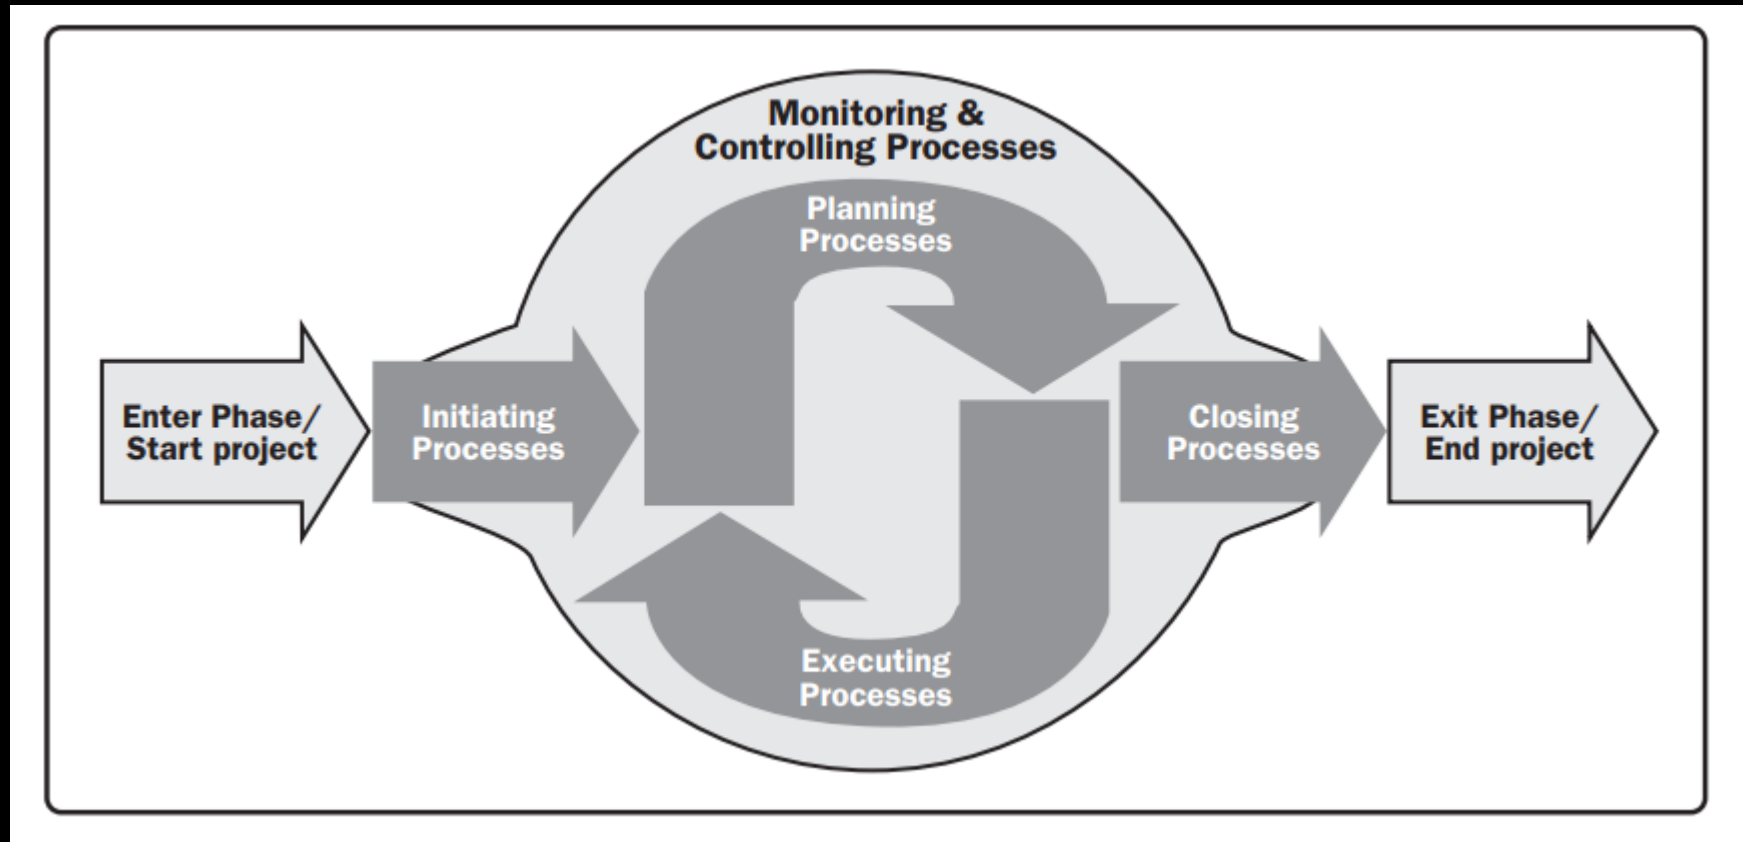 Monitoring &
Controlling Processes
Planning
Processes
Enter Phase/
Start project
Initiating
Processes
Closing
Processes
Exit Phase/
End project
Executing
Processes